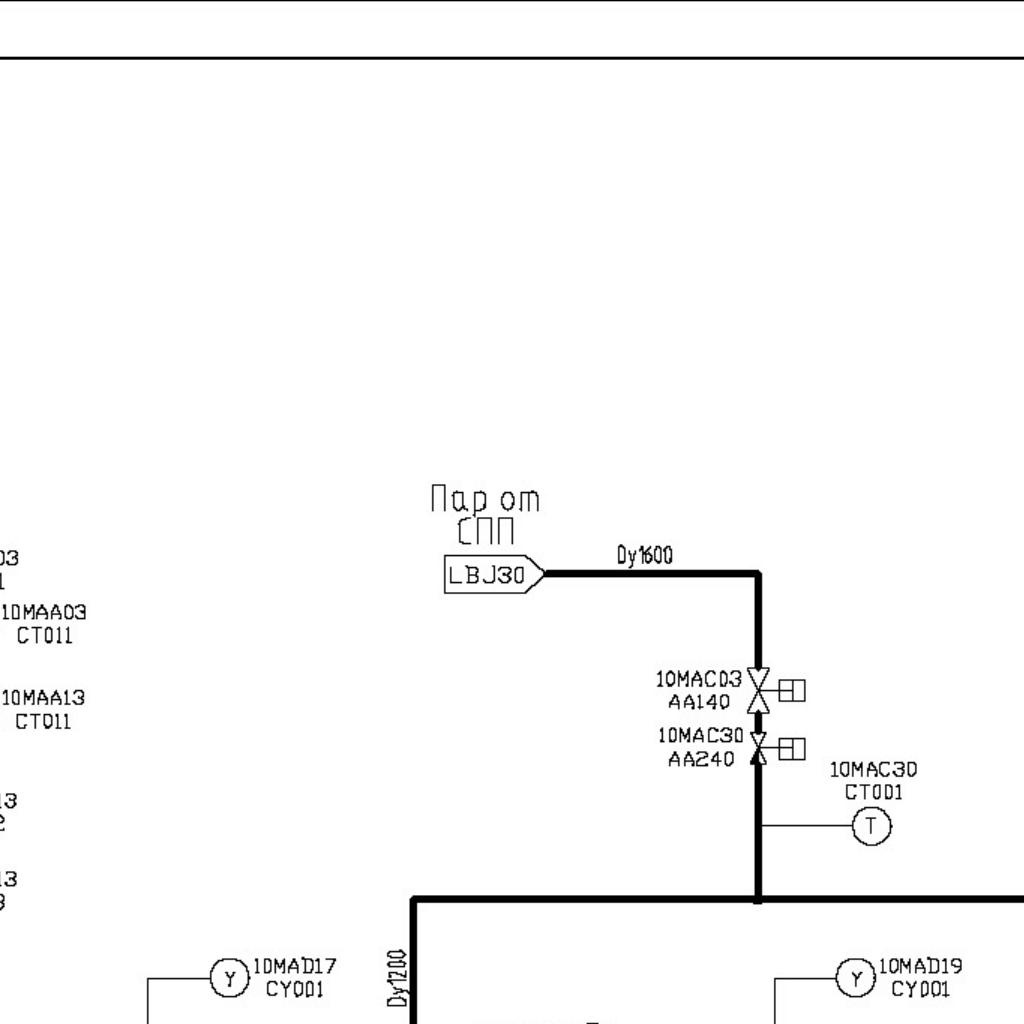 Пар от
СПП
LBJ30
Dy1600
03
1
10MAA03
CT011
10MAA13
CT011
13
2
13
3
10MAC03
AA140
10MAC30
AA240
10MAC30
CT001
T
Dy1200
Y
10MAD17
CY001
Y
10MAD19
CY001